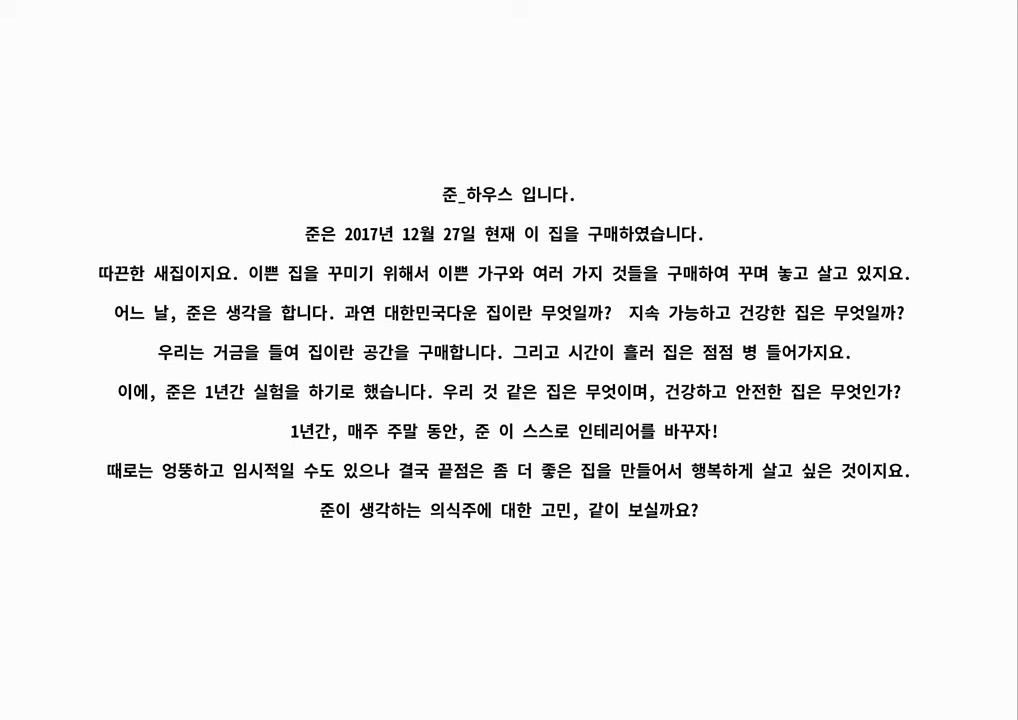 준_하우스 입니다.
준은 2017년 12월 27일 현재 이 집을 구매하였습니다.
따끈한 새집이지요. 이쁜 집을 꾸미기 위해서 이쁜 가구와 여러 가지 것들을 구매하여 꾸며 놓고 살고 있지요.
어느 날, 준은 생각을 합니다. 과연 대한민국다운 집이란 무엇일까? 지속 가능하고 건강한 집은 무엇일까?
우리는 거금을 들여 집이란 공간을 구매합니다. 그리고 시간이 흘러 집은 점점 병 들어가지요.
이에, 준은 1년간 실험을 하기로 했습니다. 우리 것 같은 집은 무엇이며, 건강하고 안전한 집은 무엇인가?
1년간, 매주 주말 동안, 준 이 스스로 인테리어를 바꾸자!
때로는 엉뚱하고 임시적일 수도 있으나 결국 끝점은 좀 더 좋은 집을 만들어서 행복하게 살고 싶은 것이지요.
준이 생각하는 의식주에 대한 고민, 같이 보실까요?